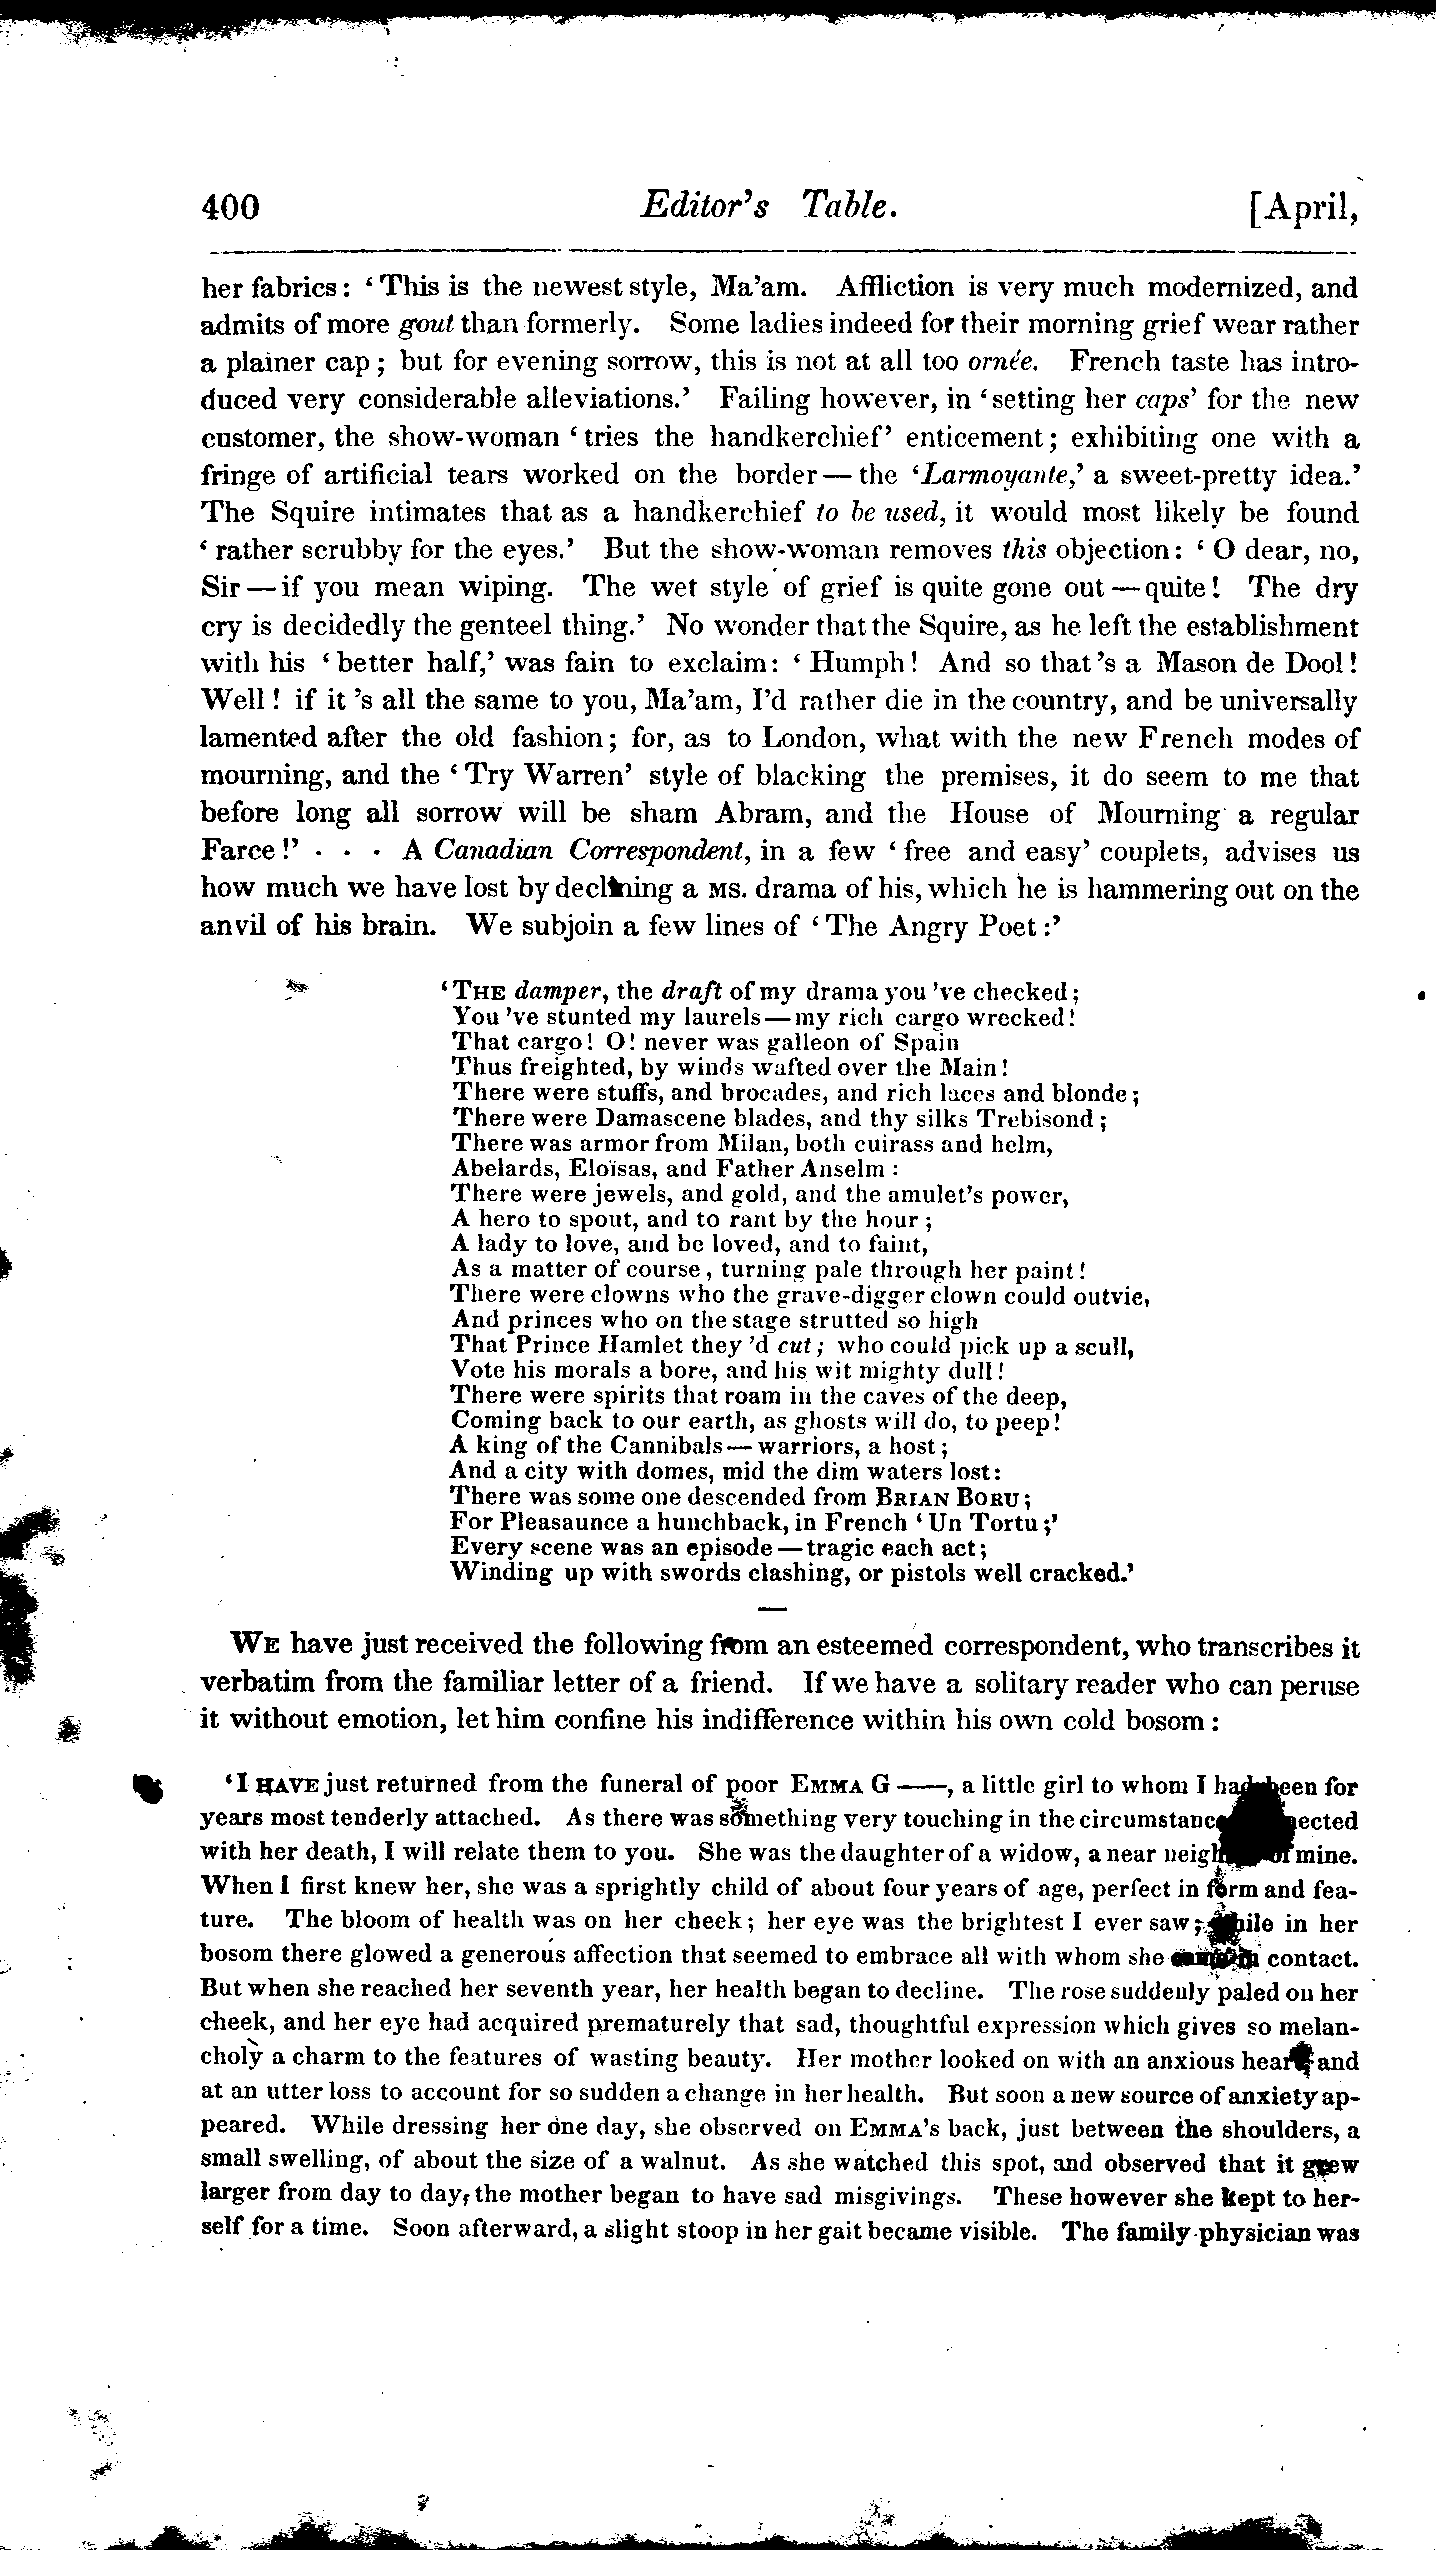 400 Editor's Table. [April,
her fabrics: 'This is the newest style, Ma'am. Affliction is very much modernized, and
admits of more gout than formerly. Some ladies indeed for their morning grief wear rather
a plainer cap; but for evening sorrow, this is not at all too ornée. French taste has intro-
duced very considerable alleviations.' Failing however, in 'setting her caps' for the new
customer, the show-woman 'tries the handkerchief' enticement; exhibiting one with a
fringe of artificial tears worked on the border—the 'Larmoyante,' a sweet-pretty idea.'
The Squire intimates that as a handkerchief to be used, it would most likely be found
'rather scrubby for the eyes.' But the show-woman removes this objection: 'O dear, no,
Sir—if you mean wiping. The wet style of grief is quite gone out—quite! The dry
cry is decidedly the genteel thing.' No wonder that the Squire, as he left the establishment
with his 'better half,' was fain to exclaim: 'Humph! And so that 's a Mason de Dool!
Well! if it 's all the same to you, Ma'am, I'd rather die in the country, and be universally
lamented after the old fashion; for, as to London, what with the new French modes of
mourning, and the 'Try Warren' style of blacking the premises, it do seem to me that
before long all sorrow will be sham Abram, and the House of Mourning a regular
Farce!' . . . A Canadian Correspondent, in a few 'free and easy' couplets, advises us
how much we have lost by declining a MS. drama of his, which he is hammering out on the
anvil of his brain. We subjoin a few lines of 'The Angry Poet:'
'THE damper, the draft of my drama you 've checked;
You 've stunted my laurels—my rich cargo wrecked!
That cargo! O! never was galleon of Spain
Thus freighted, by winds wafted over the Main!
There were stuffs, and brocades, and rich laces and blonde;
There were Damascene blades, and thy silks Trebisond;
There was armor from Milan, both cuirass and helm,
Abelards, Eloïsas, and Father Anselm:
There were jewels, and gold, and the amulet's power,
A hero to spout, and to rant by the hour;
A lady to love, and be loved, and to faint,
As a matter of course, turning pale through her paint!
There were clowns who the grave-digger clown could outvie,
And princes who on the stage strutted so high
That Prince Hamlet they 'd cut; who could pick up a scull,
Vote his morals a bore, and his wit mighty dull!
There were spirits that roam in the caves of the deep,
Coming back to our earth, as ghosts will do, to peep!
A king of the Cannibals—warriors, a host;
And a city with domes, mid the dim waters lost:
There was some one descended from BRIAN BORU;
For Pleasaunce a hunchback, in French 'Un Tortu;'
Every scene was an episode—tragic each act;
Winding up with swords clashing, or pistols well cracked.'
WE have just received the following from an esteemed correspondent, who transcribes it
verbatim from the familiar letter of a friend. If we have a solitary reader who can peruse
it without emotion, let him confine his indifference within his own cold bosom:
'I HAVE just returned from the funeral of poor EMMA G——, a little girl to whom I had been for
years most tenderly attached. As there was something very touching in the
with her death, I will relate them to you. She was the daughter of a widow, a near mine.
When I first knew her, she was a sprightly child of about four years of age, perfect in form and fea-
ture. The bloom of health was on her cheek; her eye was the brightest I ever saw; while in her
bosom there glowed a generous affection that seemed to embrace all with whom she contact.
But when she reached her seventh year, her health began to decline. The rose suddenly paled on her
cheek, and her eye had acquired prematurely that sad, thoughtful expression which gives so melan-
choly a charm to the features of wasting beauty. Her mother looked on with an anxious heart and
at an utter loss to account for so sudden a change in her health. But soon a new source of anxiety ap-
peared. While dressing her one day, she observed on EMMA'S back, just between the shoulders, a
small swelling, of about the size of a walnut. As she watched this spot, and observed that it grew
larger from day to day, the mother began to have sad misgivings. These however she kept to her-
self for a time. Soon afterward, a slight stoop in her gait became visible. The family physician was